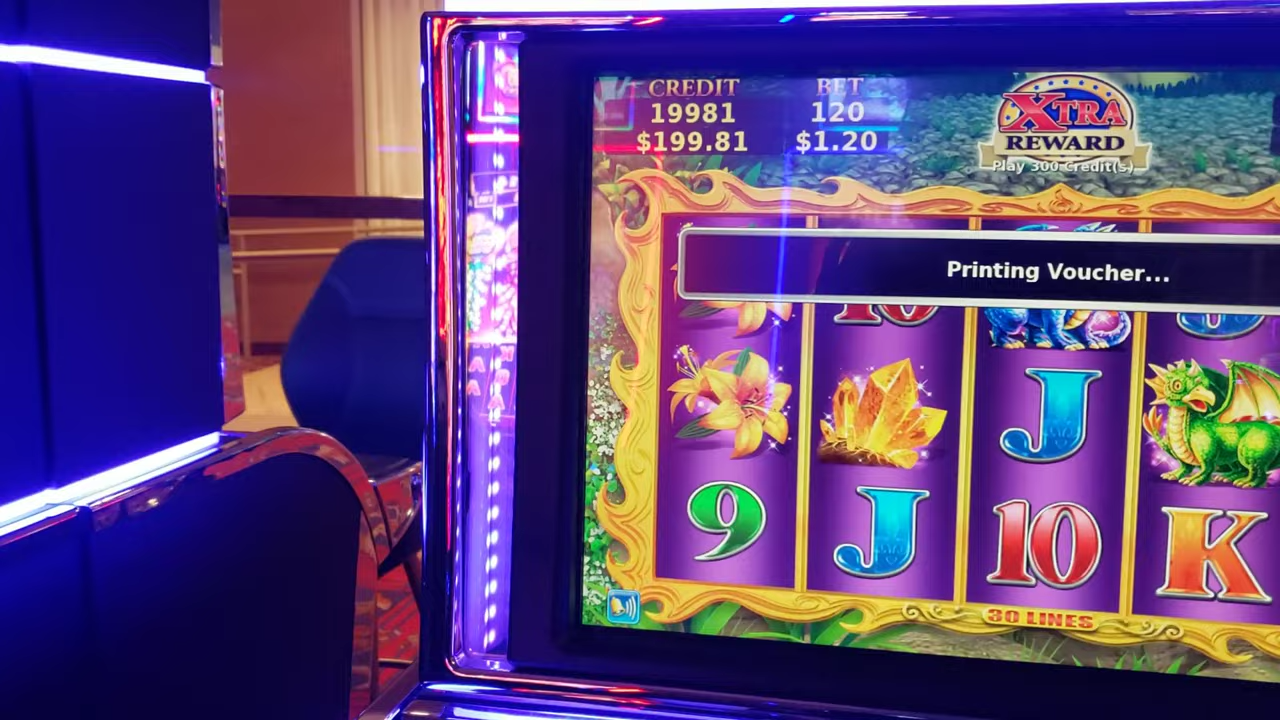 CREDIT
19981
$199.81
BET
120
$1.20
XTRA
REWARD
Play 300 Credit(s)
Printing Voucher...
10
J
9
J
10
K
30 LINES